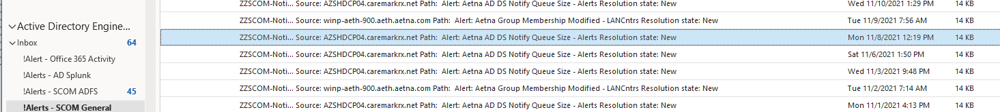 ZZSCOM-Noti... Source: AZSHDCP04.caremarkrx.net Path:  Alert: Aetna AD DS Notify Queue Size - Alerts Resolution state: New Wed 11/10/2021 1:29 PM 14 KB
Active Directory Engine...
ZZSCOM-Noti... Source: winp-aeth-900.aeth.aetna.com Path:  Alert: Aetna Group Membership Modified - LANCntrs Resolution state: New Tue 11/9/2021 7:56 AM 14 KB
Inbox 64
ZZSCOM-Noti... Source: AZSHDCP04.caremarkrx.net Path:  Alert: Aetna AD DS Notify Queue Size - Alerts Resolution state: New Mon 11/8/2021 12:19 PM 14 KB
!Alert - Office 365 Activity
ZZSCOM-Noti... Source: AZSHDCP04.caremarkrx.net Path:  Alert: Aetna AD DS Notify Queue Size - Alerts Resolution state: New Sat 11/6/2021 1:50 PM 14 KB
!Alerts - AD Splunk
ZZSCOM-Noti... Source: AZSHDCP04.caremarkrx.net Path:  Alert: Aetna AD DS Notify Queue Size - Alerts Resolution state: New Wed 11/3/2021 9:48 PM 14 KB
!Alerts - SCOM ADFS 45
ZZSCOM-Noti... Source: winp-aeth-900.aeth.aetna.com Path:  Alert: Aetna Group Membership Modified - LANCntrs Resolution state: New Tue 11/2/2021 7:14 AM 14 KB
!Alerts - SCOM General
ZZSCOM-Noti... Source: AZSHDCP04.caremarkrx.net Path:  Alert: Aetna AD DS Notify Queue Size - Alerts Resolution state: New Mon 11/1/2021 4:13 PM 14 KB